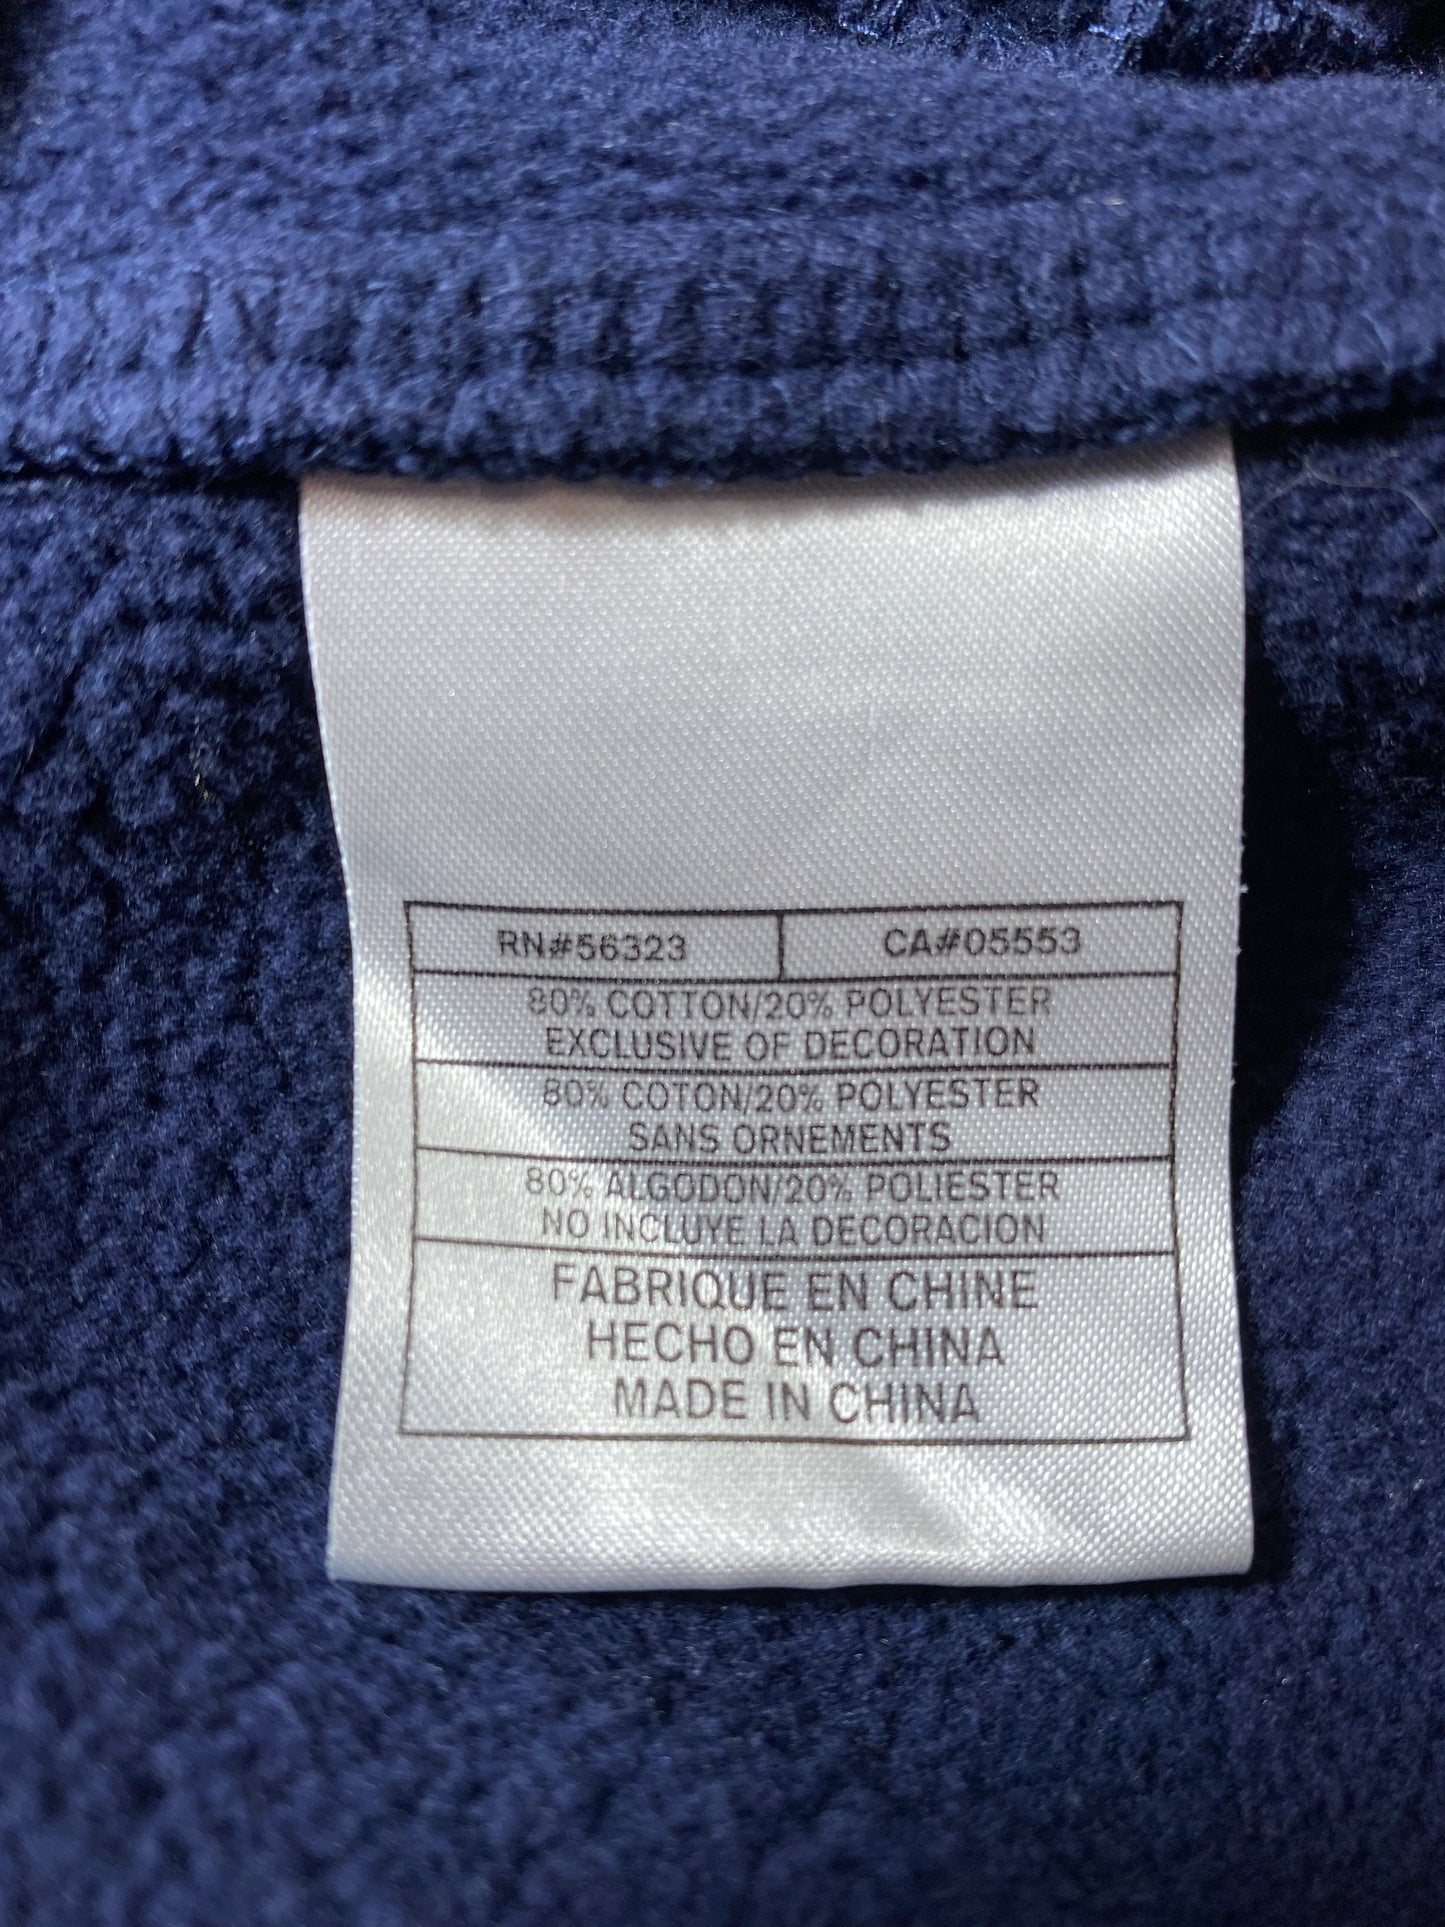 RN#56323 CA#05553
80% COTTON/20% POLYESTER
EXCLUSIVE OF DECORATION
80% COTON/20% POLYESTER
SANS ORNEMENTS
80% ALGODON/20% POLIESTER
NO INCLUYE LA DECORACION
FABRIQUE EN CHINE
HECHO EN CHINA
MADE IN CHINA